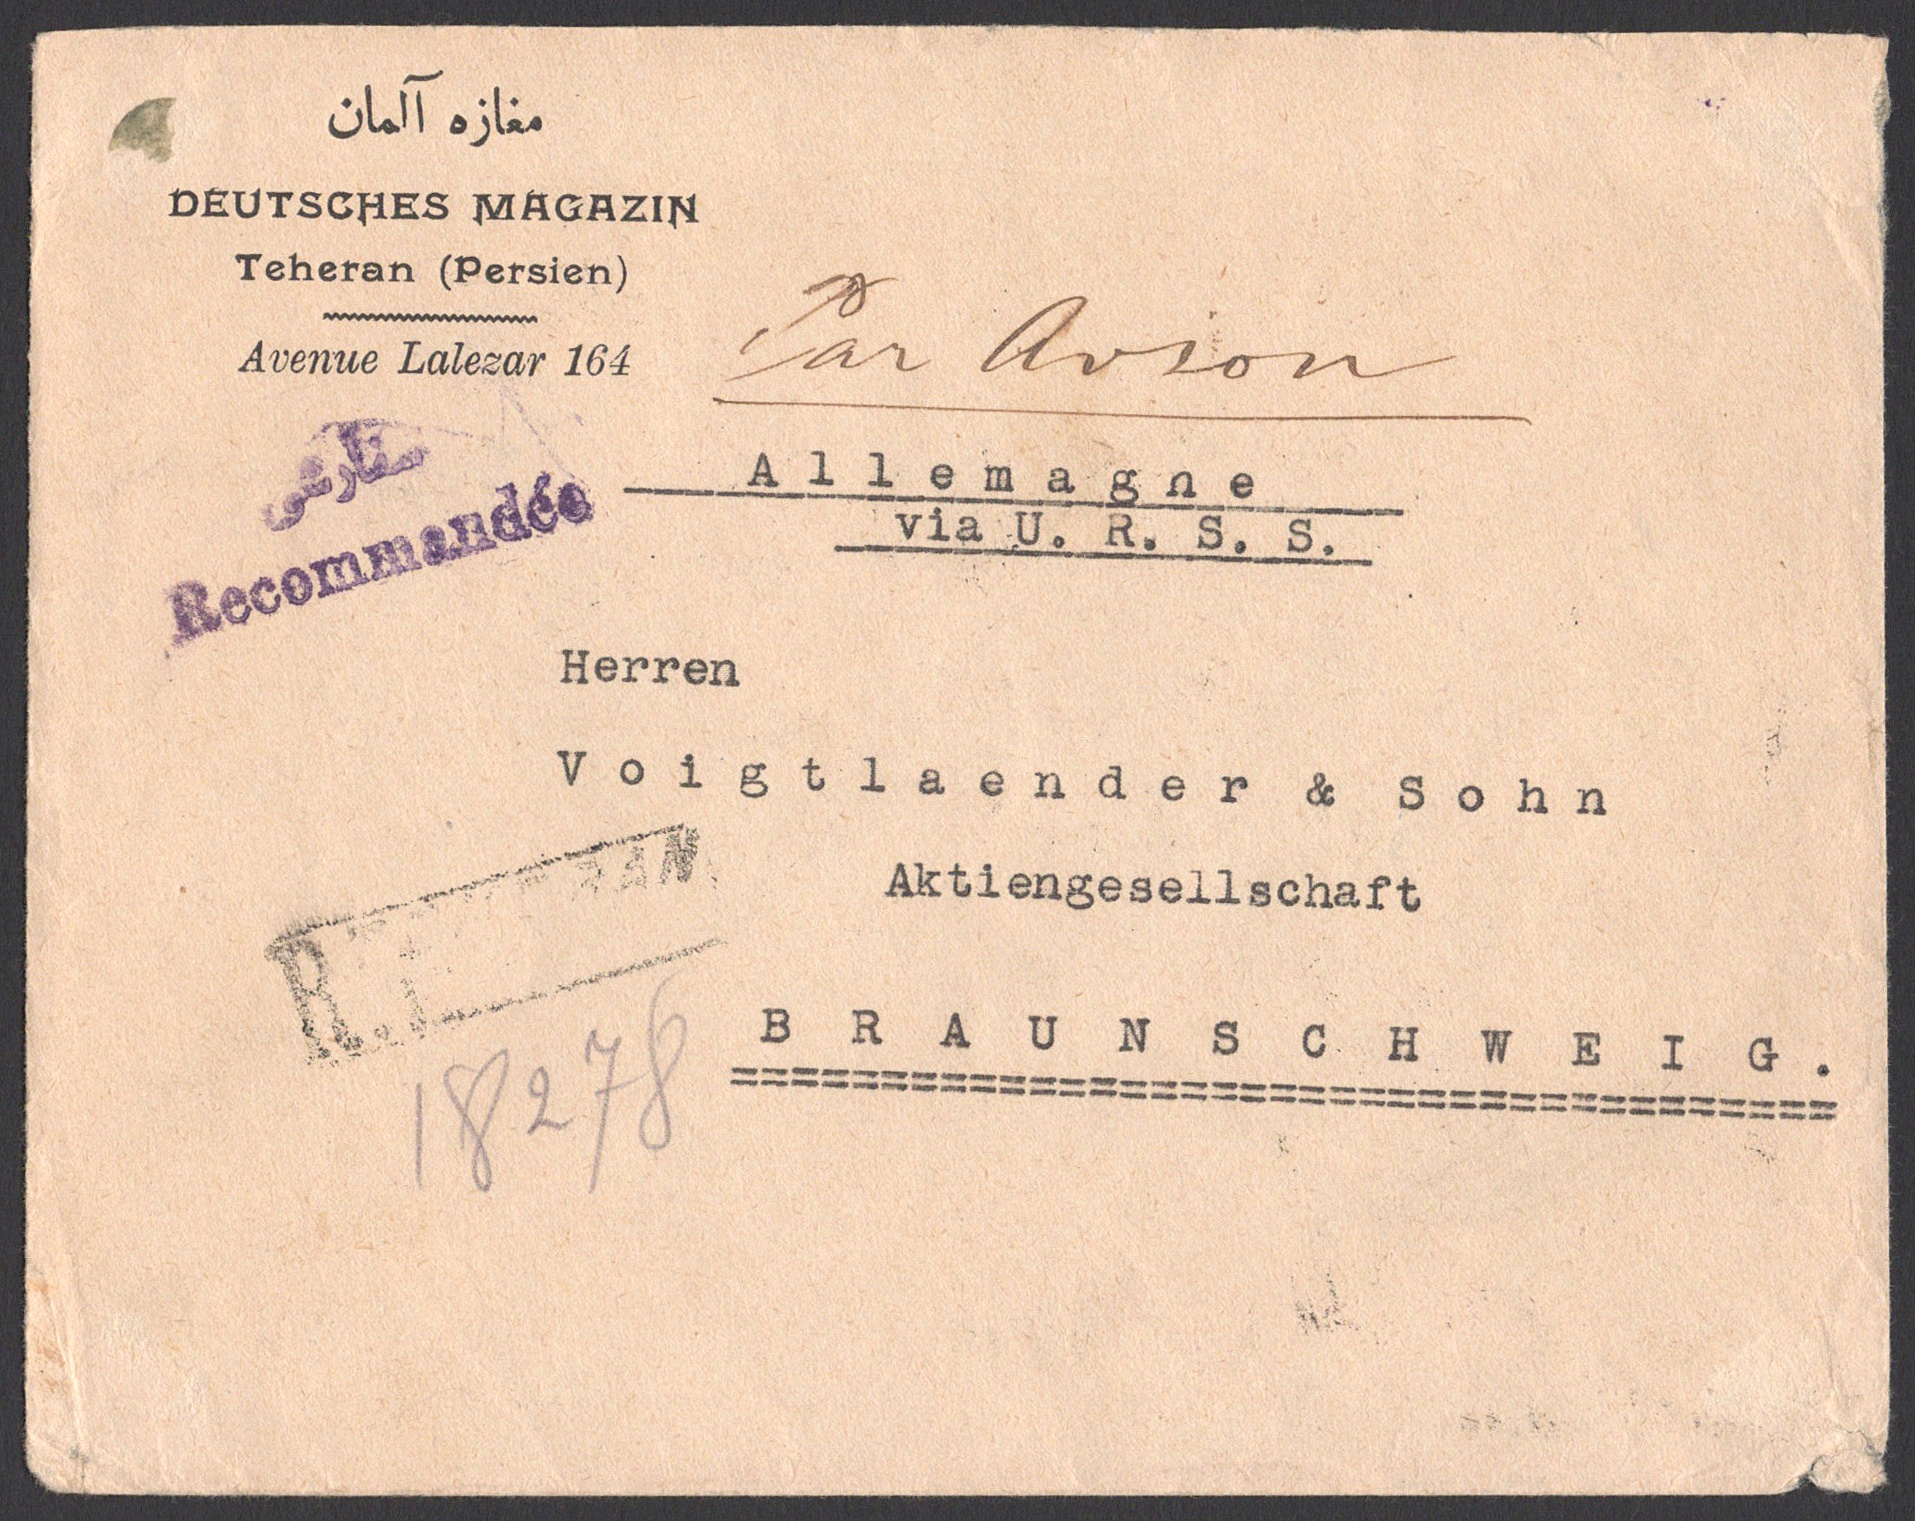 مغازه آلمان
DEUTSCHES MAGAZIN
Teheran (Persien)
Avenue Lalezar 164
Par Avion
Allemagne
via U. R. S. S.
سفارشی
Recommandée
Herren
Voigtlaender & Sohn
Aktiengesellschaft
R.
18278
BRAUNSCHWEIG.